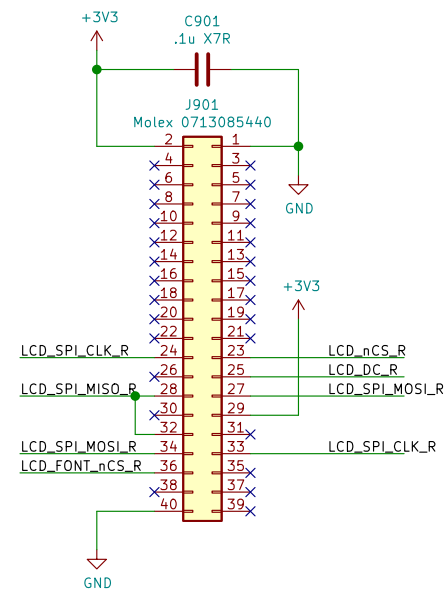 +3V3
C901
.1u X7R
J901
Molex 0713085440
2 1
4 3
6 5
GND
8 7
10 9
12 11
14 13
+3V3
16 15
18 17
20 19
22 21
LCD_SPI_CLK_R 24 23 LCD_nCS_R
26 25 LCD_DC_R
LCD_SPI_MISO_R 28 27 LCD_SPI_MOSI_R
30 29
32 31
LCD_SPI_MOSI_R 34 33 LCD_SPI_CLK_R
LCD_FONT_nCS_R 36 35
38 37
40 39
GND